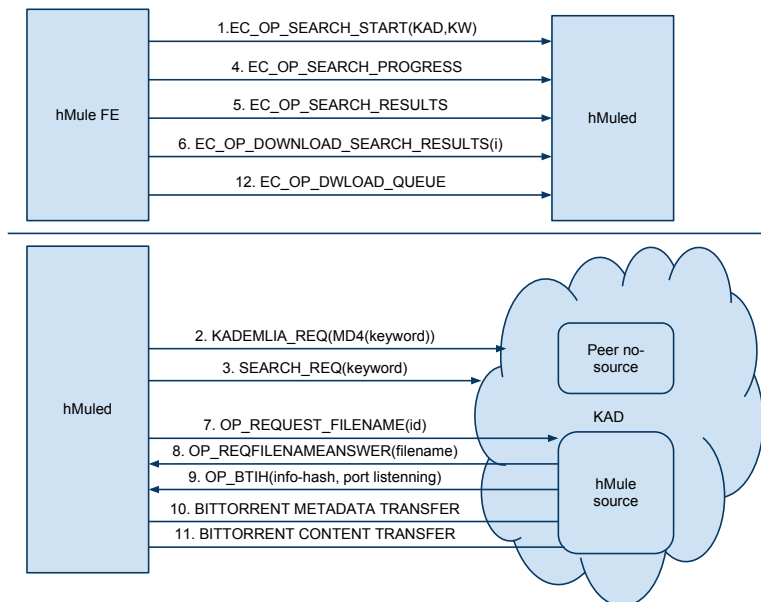 1.EC_OP_SEARCH_START(KAD,KW)
4. EC_OP_SEARCH_PROGRESS
hMule FE
5. EC_OP_SEARCH_RESULTS
hMuled
6. EC_OP_DOWNLOAD_SEARCH_RESULTS(i)
12. EC_OP_DWLOAD_QUEUE
2. KADEMLIA_REQ(MD4(keyword))
Peer no-
source
3. SEARCH_REQ(keyword)
hMuled
7. OP_REQUEST_FILENAME(id)
KAD
8. OP_REQFILENAMEANSWER(filename)
9. OP_BTIH(info-hash, port listenning)
hMule
source
10. BITTORRENT METADATA TRANSFER
11. BITTORRENT CONTENT TRANSFER